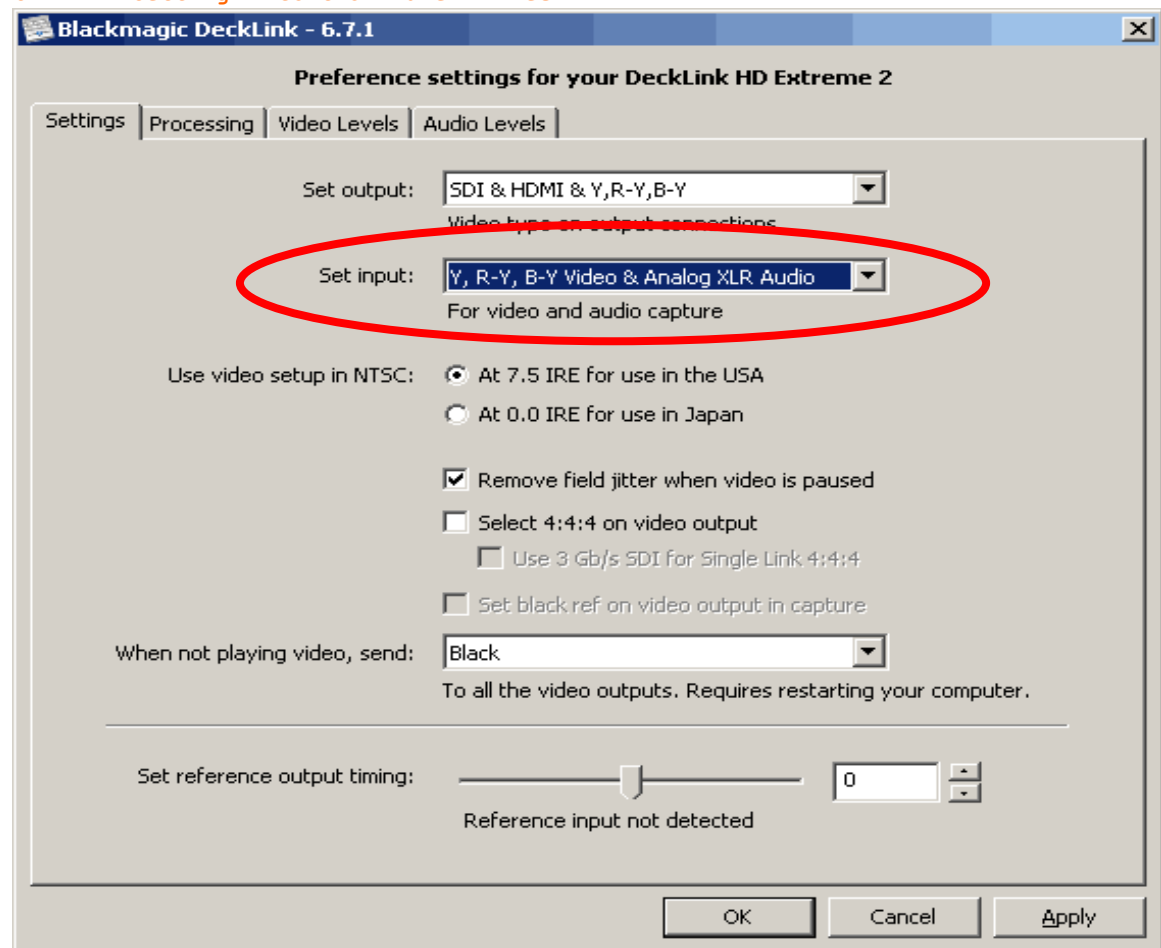 Blackmagic DeckLink - 6.7.1
Preference settings for your DeckLink HD Extreme 2
Settings Processing Video Levels Audio Levels
Set output: SDI & HDMI & Y,R-Y,B-Y
Video type on output connections
Set input: Y, R-Y, B-Y Video & Analog XLR Audio
For video and audio capture
Use video setup in NTSC: At 7.5 IRE for use in the USA
At 0.0 IRE for use in Japan
Remove field jitter when video is paused
Select 4:4:4 on video output
Use 3 Gb/s SDI for Single Link 4:4:4
Set black ref on video output in capture
When not playing video, send: Black
To all the video outputs. Requires restarting your computer.
Set reference output timing: 0
Reference input not detected
OK Cancel Apply